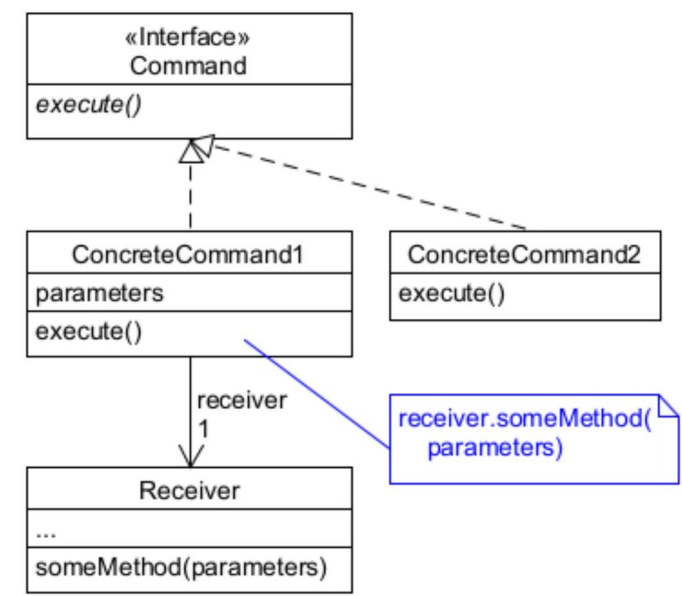 «Interface»
Command
execute()
ConcreteCommand1
parameters
execute()
ConcreteCommand2
execute()
receiver
1
receiver.someMethod(
parameters)
Receiver
...
someMethod(parameters)